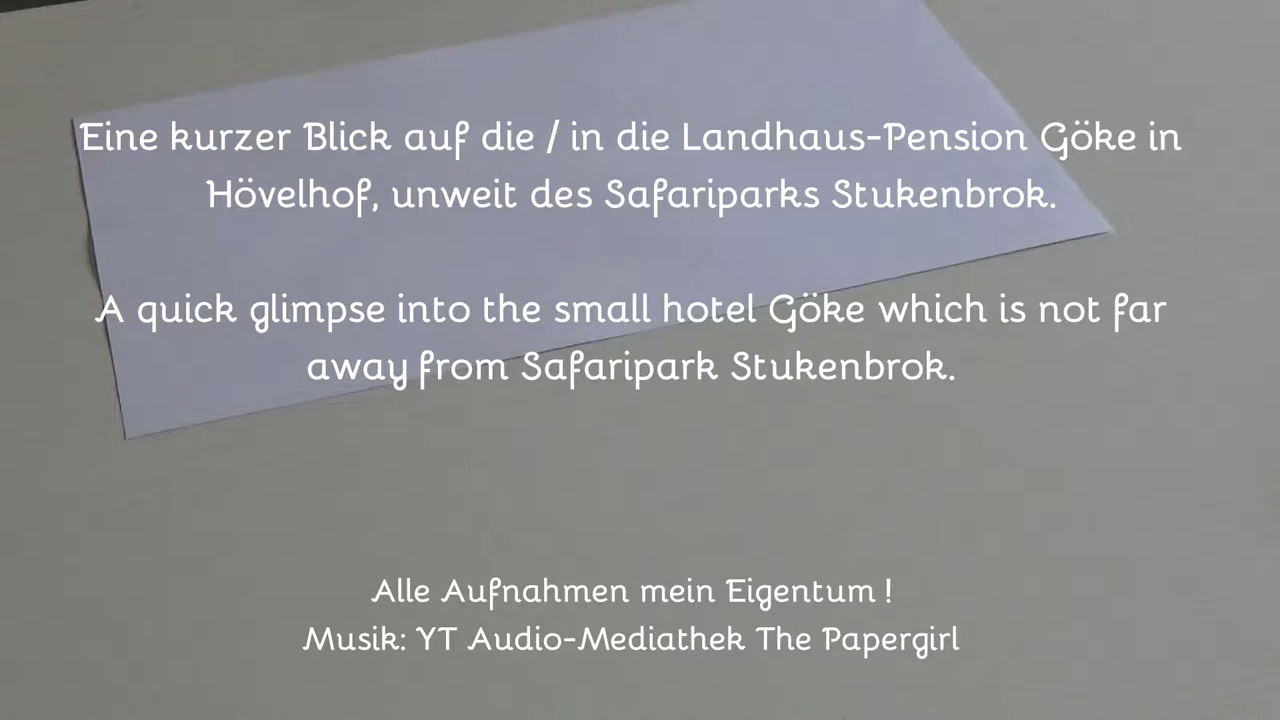 Eine kurzer Blick auf die / in die Landhaus-Pension Göke in
Hövelhof, unweit des Safariparks Stukenbrok.
A quick glimpse into the small hotel Göke which is not far
away from Safaripark Stukenbrok.
Alle Aufnahmen mein Eigentum !
Musik: YT Audio-Mediathek The Papergirl